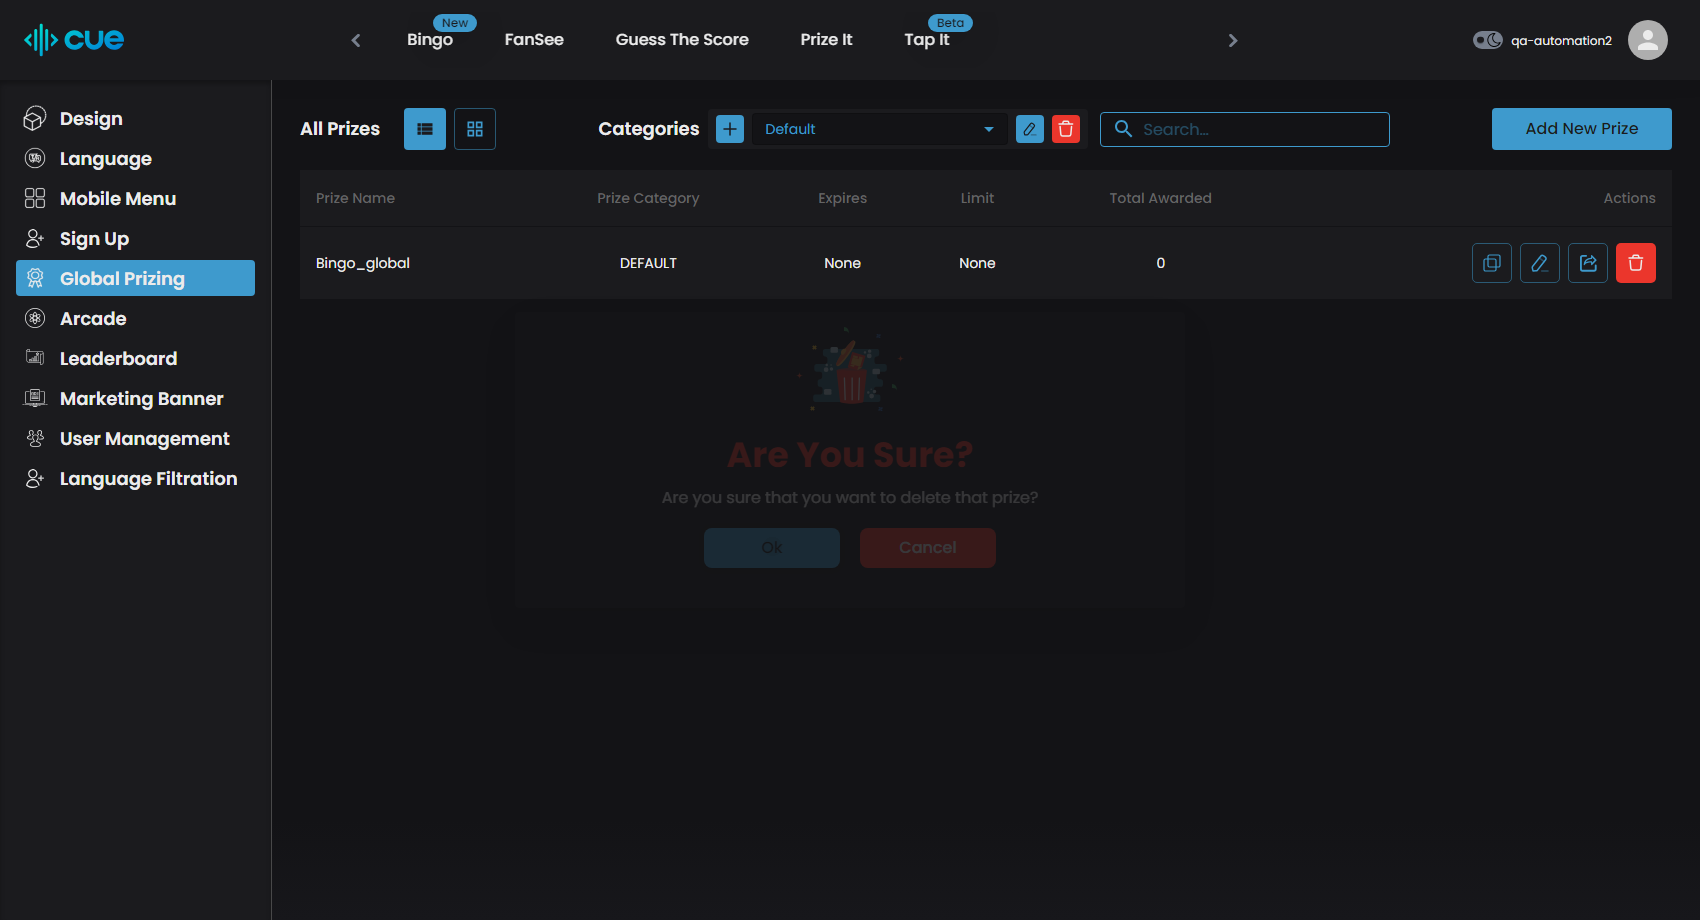 cue
New
Bingo
FanSee
Guess The Score
Prize It
Beta
Tap It
qa-automation2
Design
Language
Mobile Menu
Sign Up
Global Prizing
Arcade
Leaderboard
Marketing Banner
User Management
Language Filtration
All Prizes
Categories
Default
Search...
Add New Prize
Prize Name Prize Category Expires Limit Total Awarded Actions
Bingo_global DEFAULT None None 0
Are You Sure?
Are you sure that you want to delete that prize?
Ok
Cancel